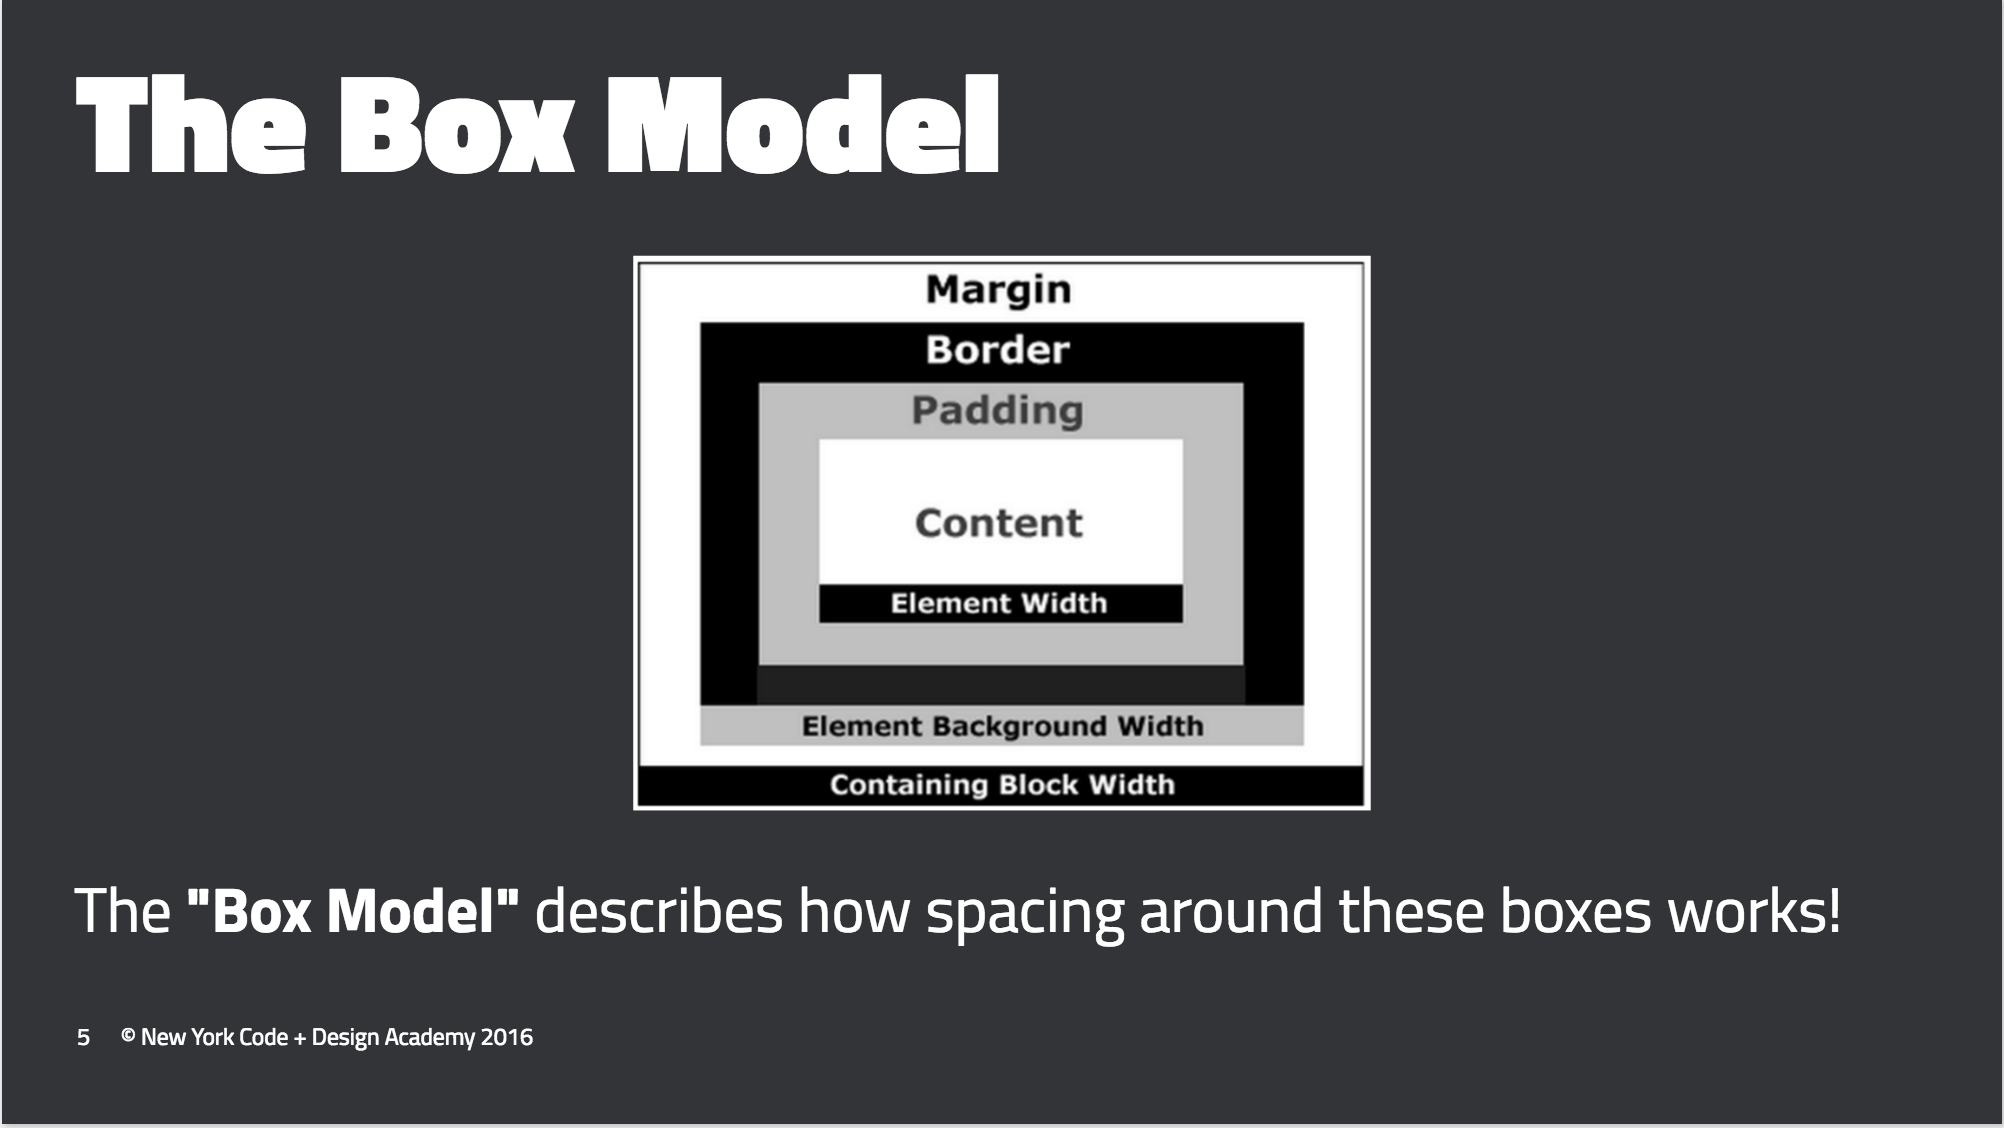 The Box Model
Margin
Border
Padding
Content
Element Width
Element Background Width
Containing Block Width
The "Box Model" describes how spacing around these boxes works!
5 © New York Code + Design Academy 2016